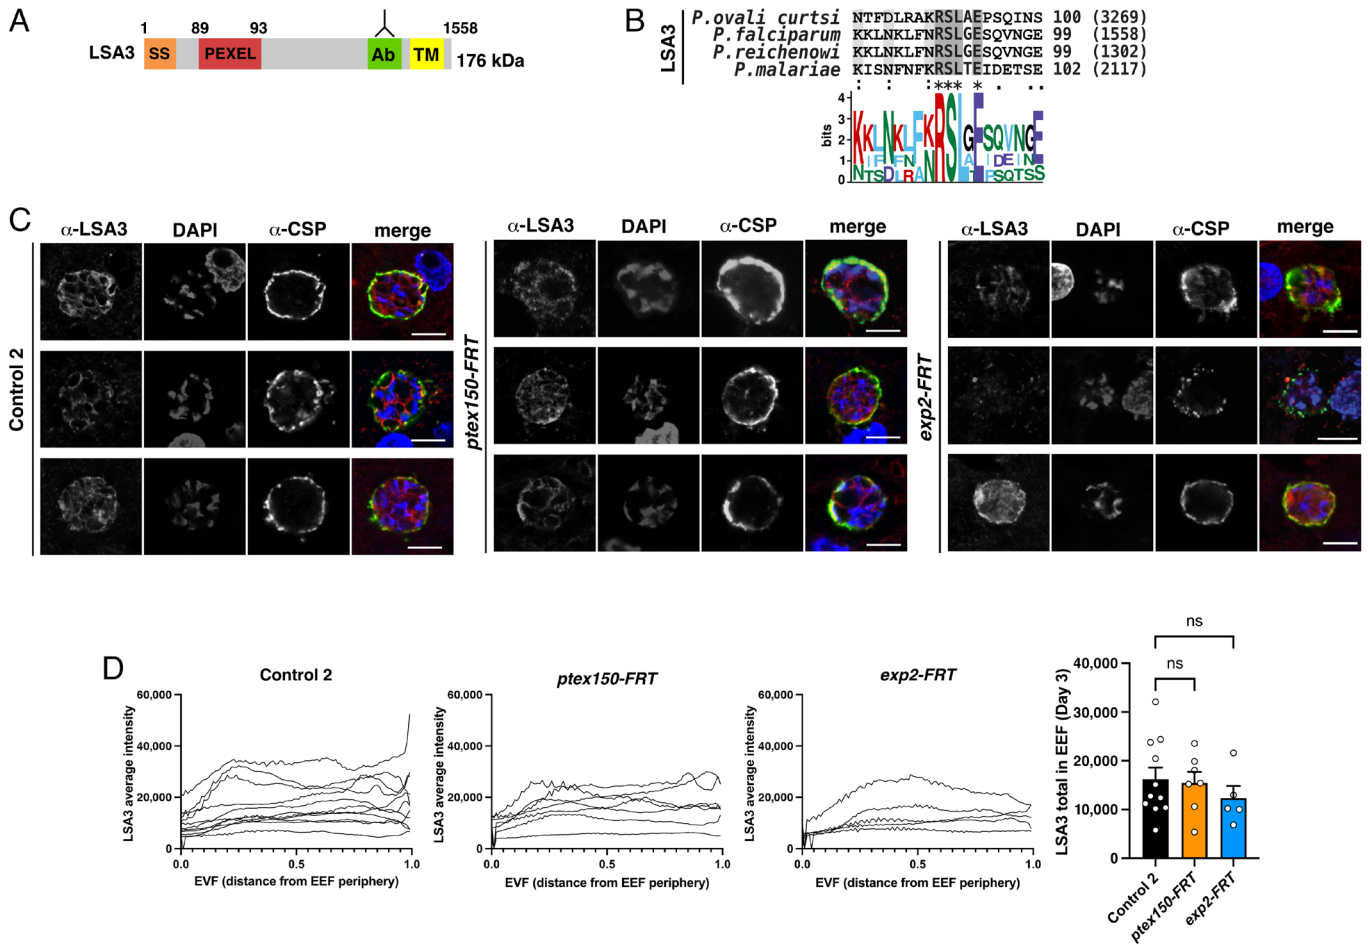 A
1 89 93 1558
LSA3 SS PEXEL Ab TM 176 kDa
B
LSA3
P.ovali curtsi NTFDLRAKRSLAEPSQINS 100 (3269)
P.falciparum KKLNKLFNRSLGESQVNGE 99 (1558)
P.reichenowi KKLNKLFNRSLGESQVNGE 99 (1302)
P.malariae KISNFNFKRSLTEIDETSE 102 (2117)
: : :*** * . ..
bits
4
3
2
1
0
KKLNKLFKRSLGESQVNGE
C
α-LSA3 DAPI α-CSP merge
Control 2
α-LSA3 DAPI α-CSP merge
ptex150-FRT
α-LSA3 DAPI α-CSP merge
exp2-FRT
D
Control 2
LSA3 average intensity
60,000
40,000
20,000
0
0.0 0.5 1.0
EVF (distance from EEF periphery)
ptex150-FRT
LSA3 average intensity
60,000
40,000
20,000
0
0.0 0.5 1.0
EVF (distance from EEF periphery)
exp2-FRT
LSA3 average intensity
60,000
40,000
20,000
0
0.0 0.5 1.0
EVF (distance from EEF periphery)
LSA3 total in EEF (Day 3)
ns
ns
40,000
30,000
20,000
10,000
0
Control 2
ptex150-FRT
exp2-FRT